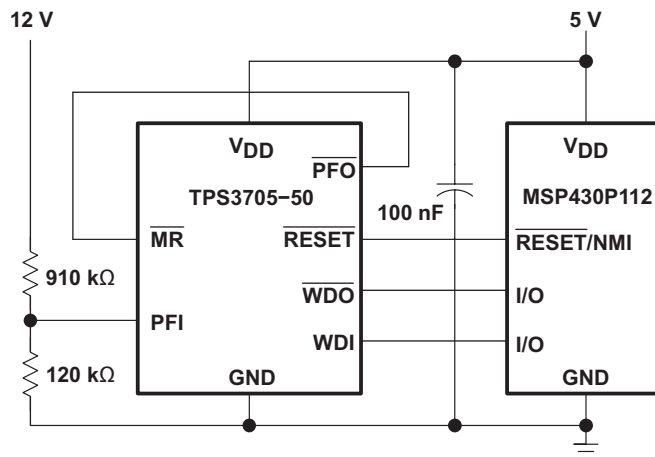 12 V
5 V
VDD
PFO
TPS3705−50
MR
RESET
910 kΩ
PFI
WDO
WDI
120 kΩ
GND
100 nF
VDD
MSP430P112
RESET/NMI
I/O
I/O
GND